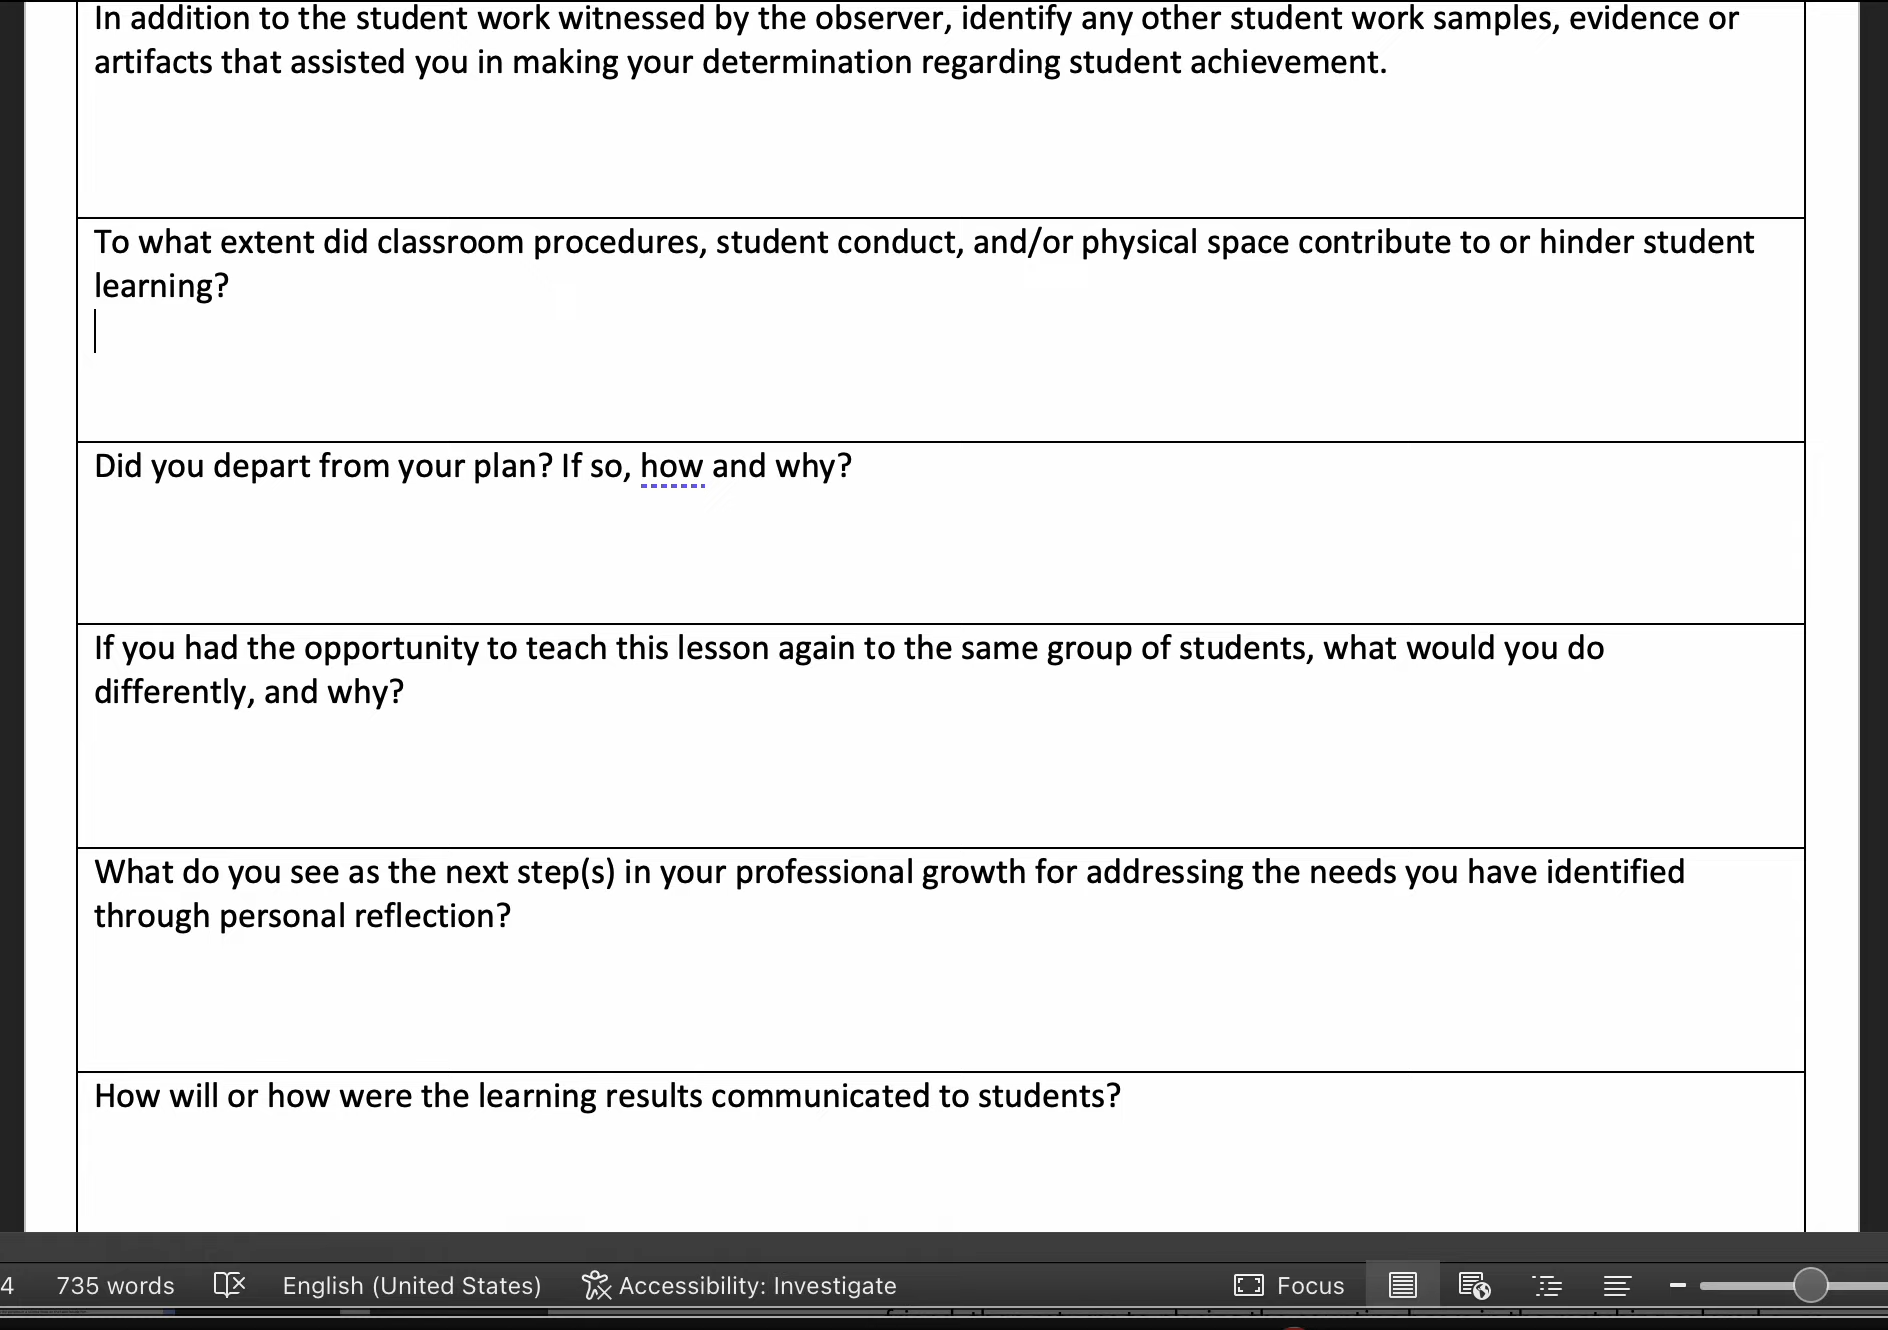 In addition to the student work witnessed by the observer, identify any other student work samples, evidence or
artifacts that assisted you in making your determination regarding student achievement.
To what extent did classroom procedures, student conduct, and/or physical space contribute to or hinder student
learning?
Did you depart from your plan? If so, how and why?
If you had the opportunity to teach this lesson again to the same group of students, what would you do
differently, and why?
What do you see as the next step(s) in your professional growth for addressing the needs you have identified
through personal reflection?
How will or how were the learning results communicated to students?
4 735 words English (United States) Accessibility: Investigate Focus